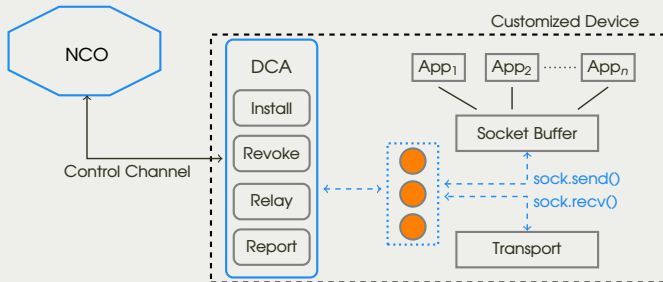 Customized Device
NCO
DCA
Install
Revoke
Relay
Report
Control Channel
App1 App2 ........ Appn
Socket Buffer
sock.send()
sock.recv()
Transport